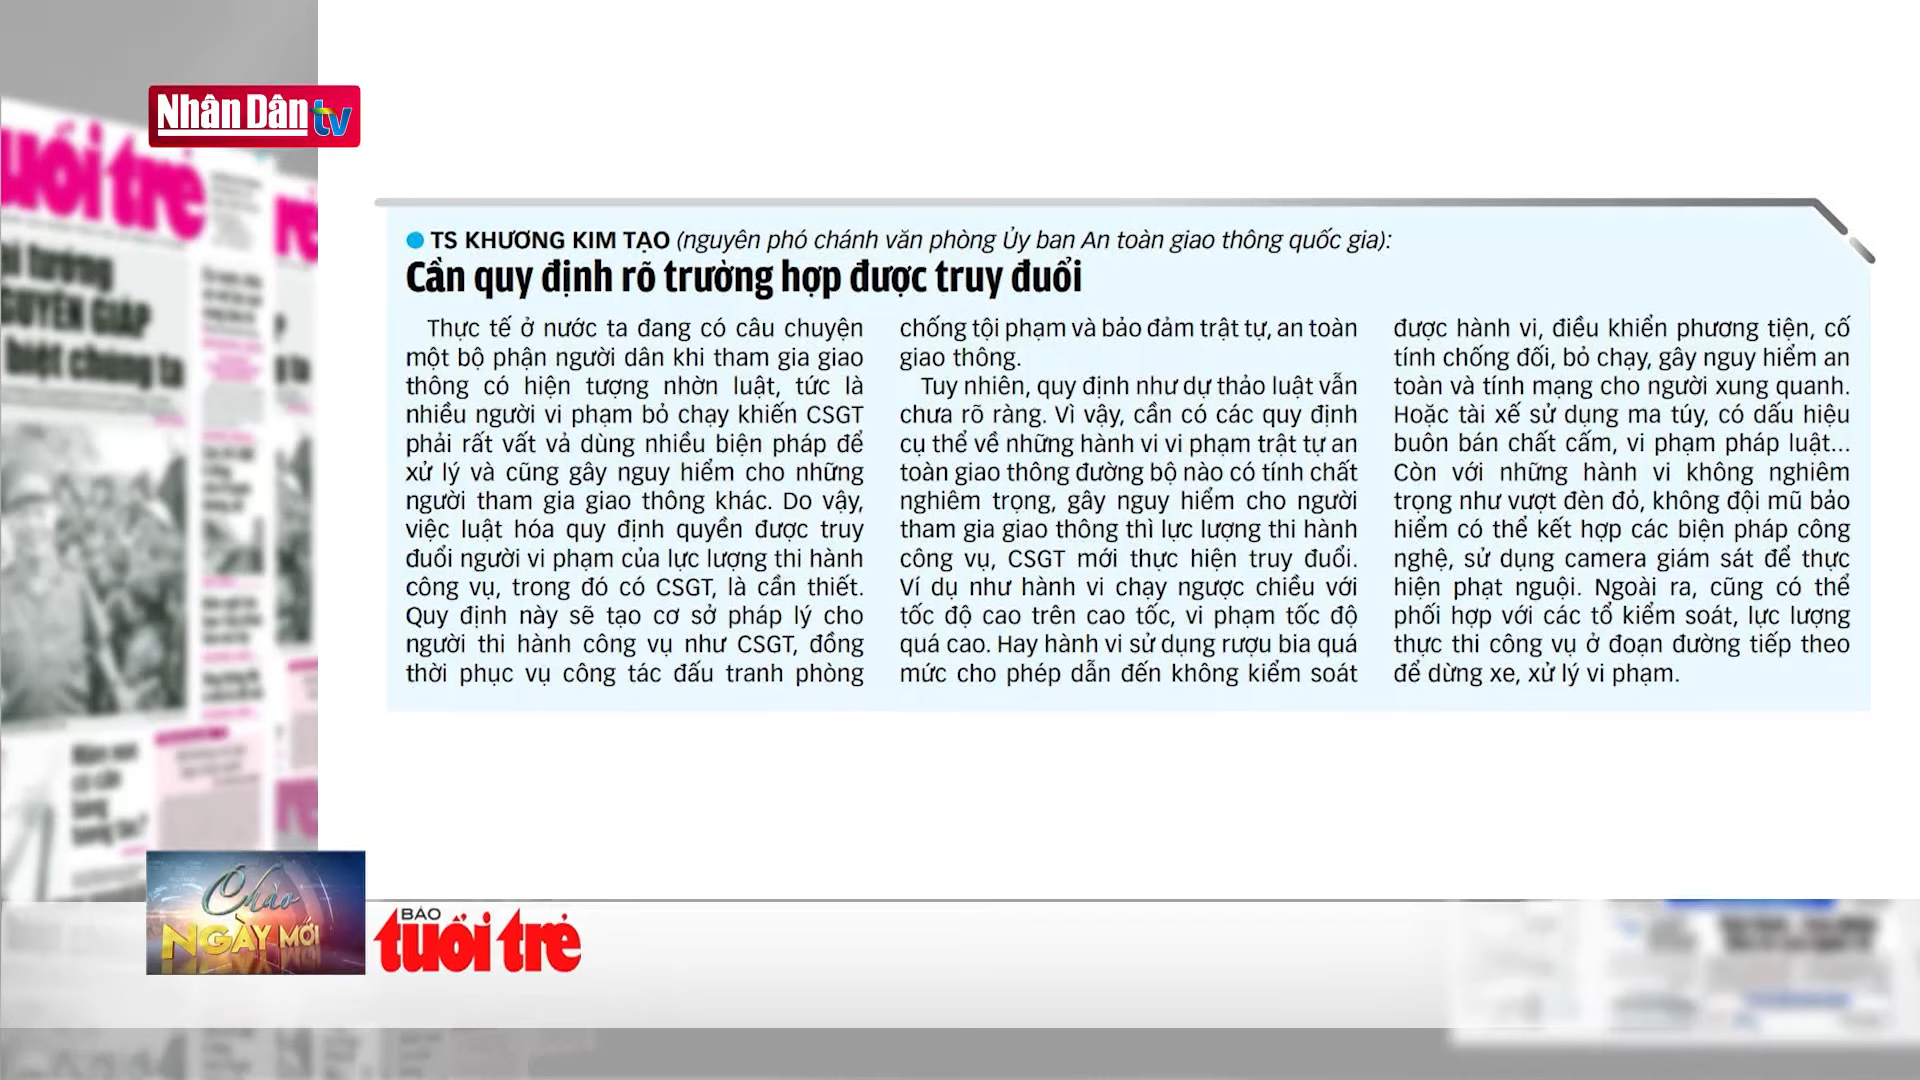 Nhân Dân tv
tuổi trẻ
● TS KHƯƠNG KIM TẠO (nguyên phó chánh văn phòng Ủy ban An toàn giao thông quốc gia):
Cần quy định rõ trường hợp được truy đuổi
Thực tế ở nước ta đang có câu chuyện
một bộ phận người dân khi tham gia giao
thông có hiện tượng nhờn luật, tức là
nhiều người vi phạm bỏ chạy khiến CSGT
phải rất vất vả dùng nhiều biện pháp để
xử lý và cũng gây nguy hiểm cho những
người tham gia giao thông khác. Do vậy,
việc luật hóa quy định quyền được truy
đuổi người vi phạm của lực lượng thi hành
công vụ, trong đó có CSGT, là cần thiết.
Quy định này sẽ tạo cơ sở pháp lý cho
người thi hành công vụ như CSGT, đồng
thời phục vụ công tác đấu tranh phòng
chống tội phạm và bảo đảm trật tự, an toàn
giao thông.
Tuy nhiên, quy định như dự thảo luật vẫn
chưa rõ ràng. Vì vậy, cần có các quy định
cụ thể về những hành vi vi phạm trật tự an
toàn giao thông đường bộ nào có tính chất
nghiêm trọng, gây nguy hiểm cho người
tham gia giao thông thì lực lượng thi hành
công vụ, CSGT mới thực hiện truy đuổi.
Ví dụ như hành vi chạy ngược chiều với
tốc độ cao trên cao tốc, vi phạm tốc độ
quá cao. Hay hành vi sử dụng rượu bia quá
mức cho phép dẫn đến không kiểm soát
được hành vi, điều khiển phương tiện, cố
tính chống đối, bỏ chạy, gây nguy hiểm an
toàn và tính mạng cho người xung quanh.
Hoặc tài xế sử dụng ma túy, có dấu hiệu
buôn bán chất cấm, vi phạm pháp luật...
Còn với những hành vi không nghiêm
trọng như vượt đèn đỏ, không đội mũ bảo
hiểm có thể kết hợp các biện pháp công
nghệ, sử dụng camera giám sát để thực
hiện phạt nguội. Ngoài ra, cũng có thể
phối hợp với các tổ kiểm soát, lực lượng
thực thi công vụ ở đoạn đường tiếp theo
để dừng xe, xử lý vi phạm.
Chào
NGÀY MỚI
BÁO
tuổi trẻ